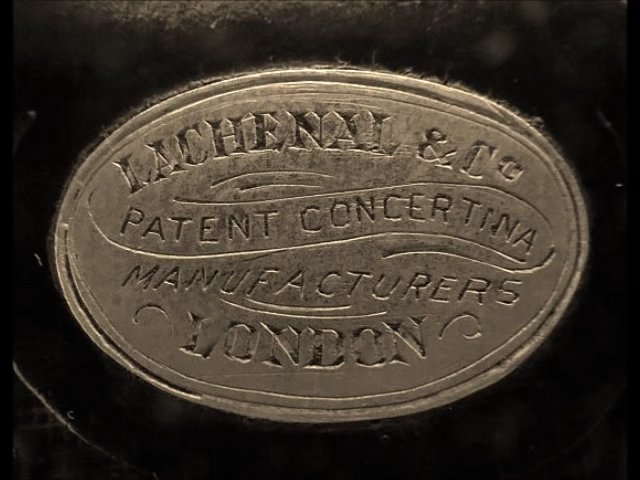 LACHENAL & Co
PATENT CONCERTINA
MANUFACTURERS
LONDON